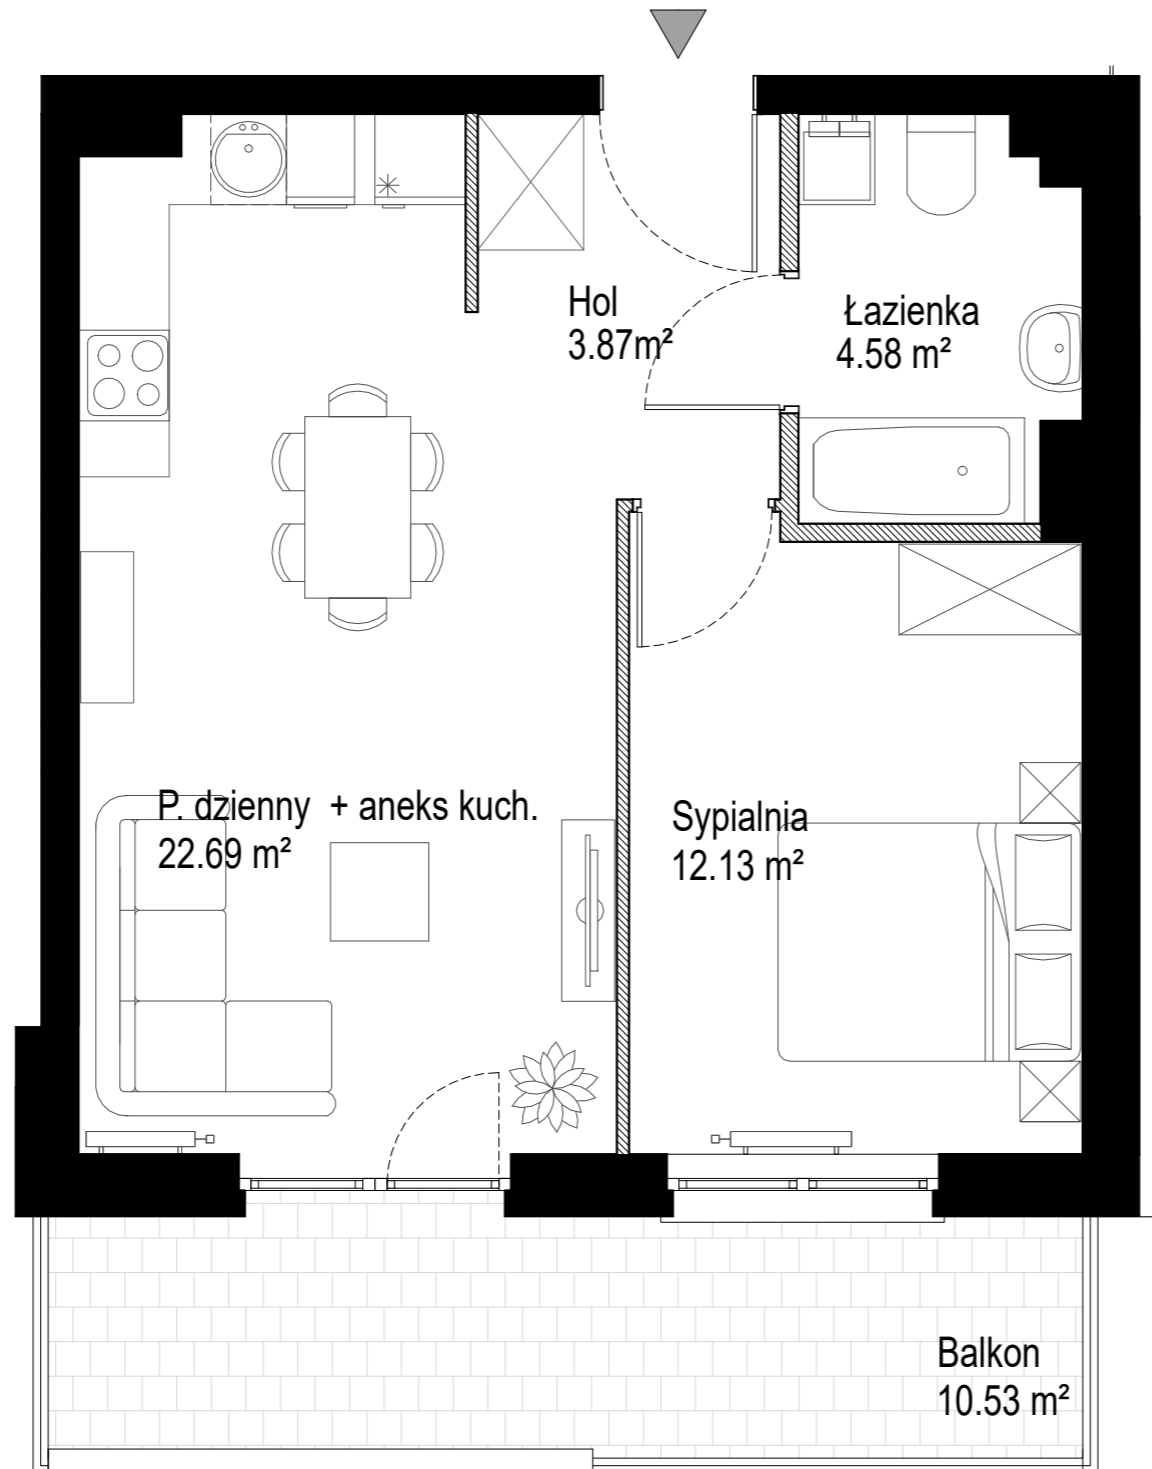 Hol
3.87m²
Łazienka
4.58 m²
P. dzienny + aneks kuch.
22.69 m²
Sypialnia
12.13 m²
Balkon
10.53 m²